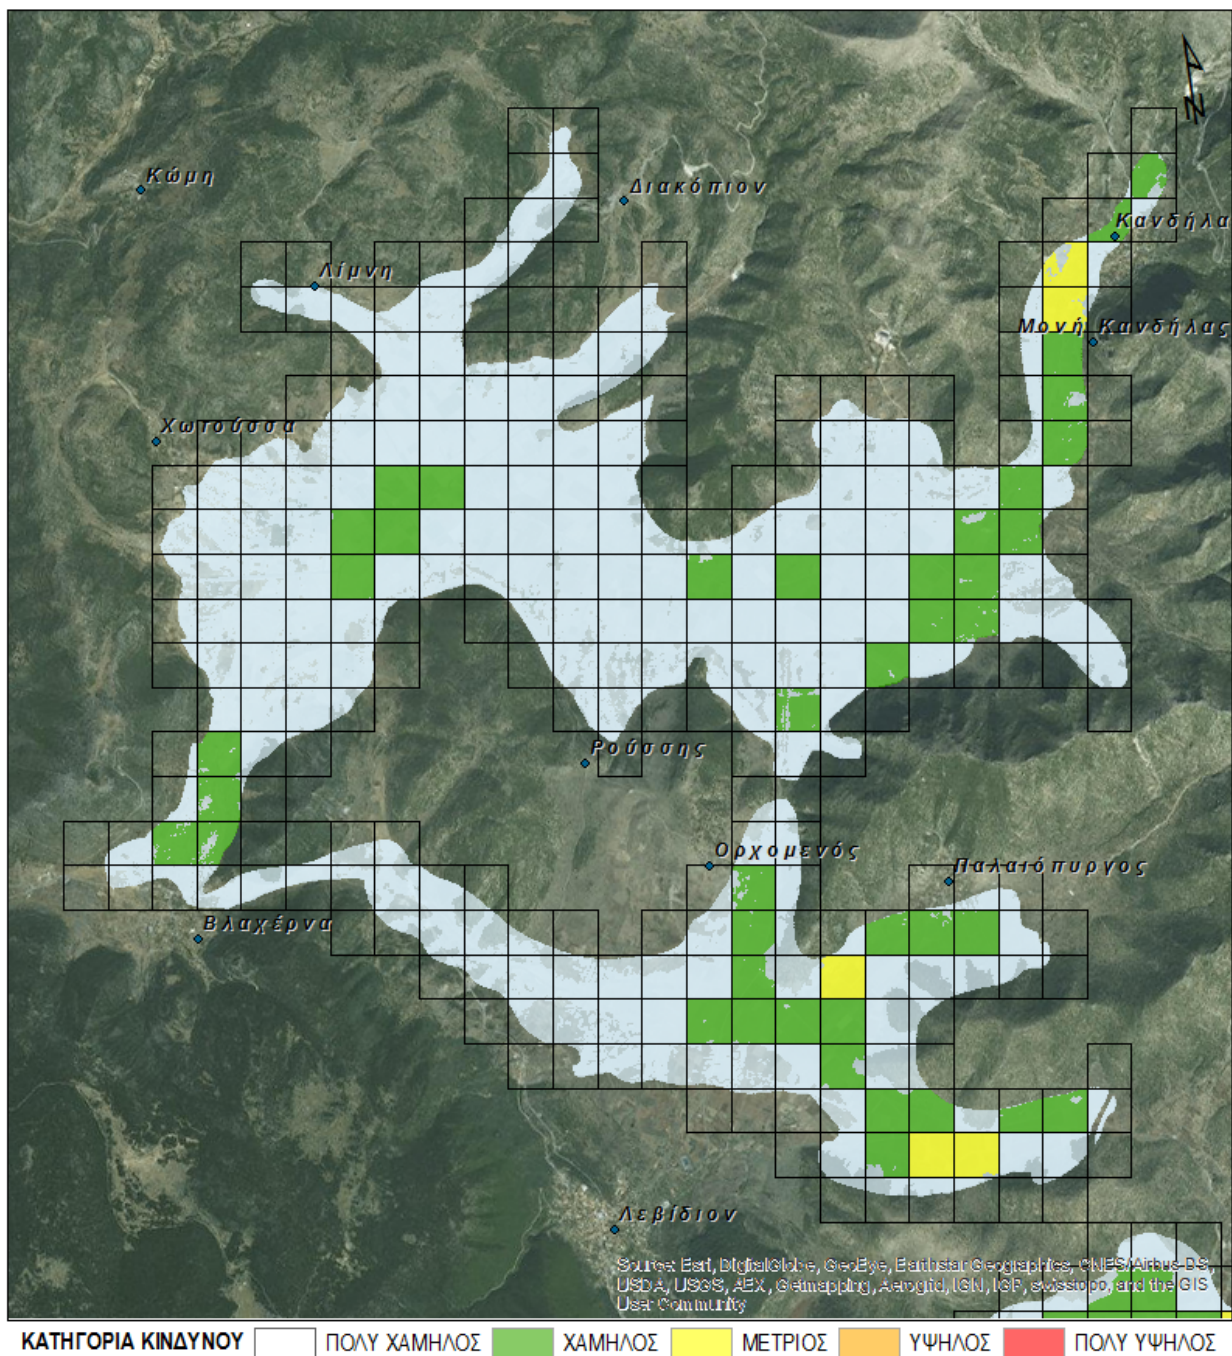 N
Κώμη
Διακόπιον
Κανδήλα
Λίμνη
Μονή Κανδήλας
Χωτούσσα
Ρούσσης
Ορχομενός
Παλαιόπυργος
Βλαχέρνα
Λεβίδιον
Source: Esri, DigitalGlobe, GeoEye, Earthstar Geographics, CNES/Airbus DS,
USDA, USGS, AEX, Getmapping, Aerogrid, IGN, IGP, swisstopo, and the GIS
User Community
ΚΑΤΗΓΟΡΙΑ ΚΙΝΔΥΝΟΥ ΠΟΛΥ ΧΑΜΗΛΟΣ ΧΑΜΗΛΟΣ ΜΕΤΡΙΟΣ ΥΨΗΛΟΣ ΠΟΛΥ ΥΨΗΛΟΣ